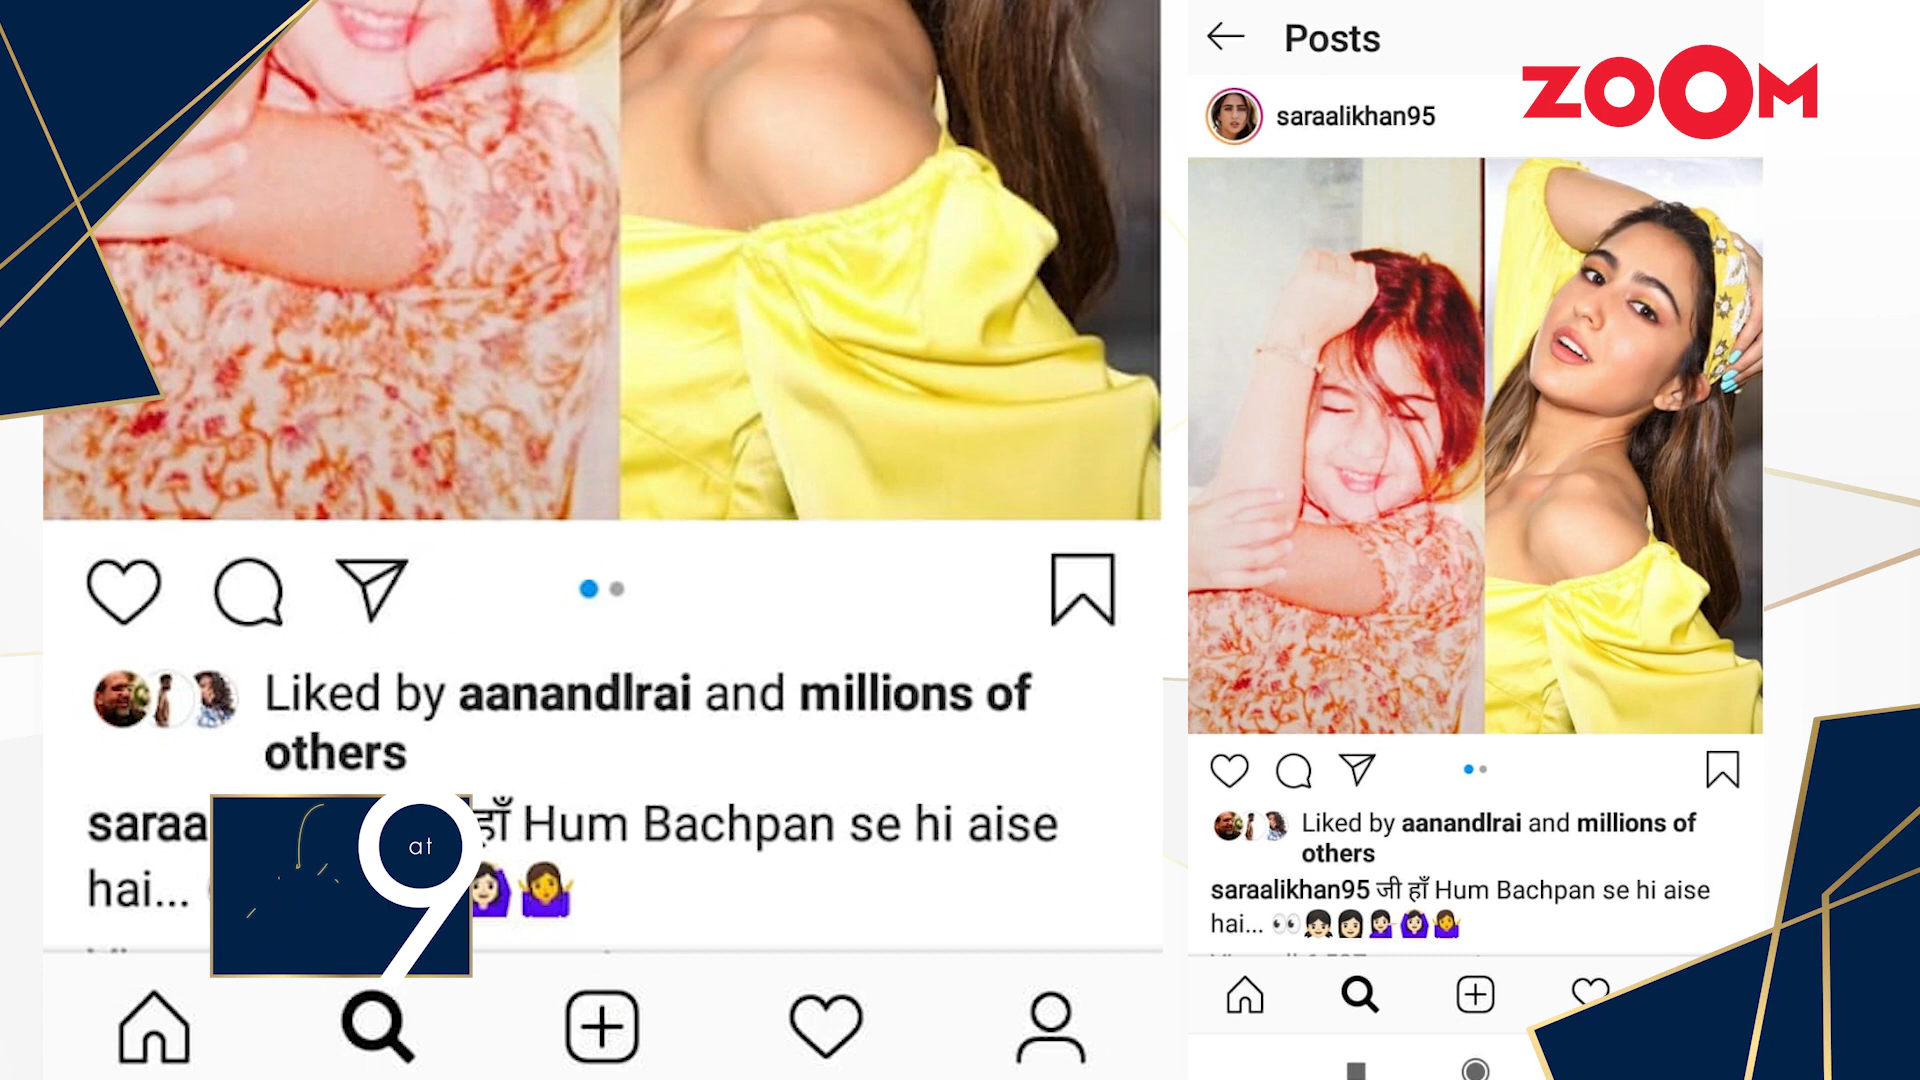 Liked by aanandlrai and millions of
others
saraa हाँ Hum Bachpan se hi aise
hai...
at
9
Posts
saraalikhan95
ZOOM
Liked by aanandlrai and millions of
others
saraalikhan95 जी हाँ Hum Bachpan se hi aise
hai... 👀👧🏻👩🏻💁🏻‍♀️🙆🏻‍♀️🤷‍♀️